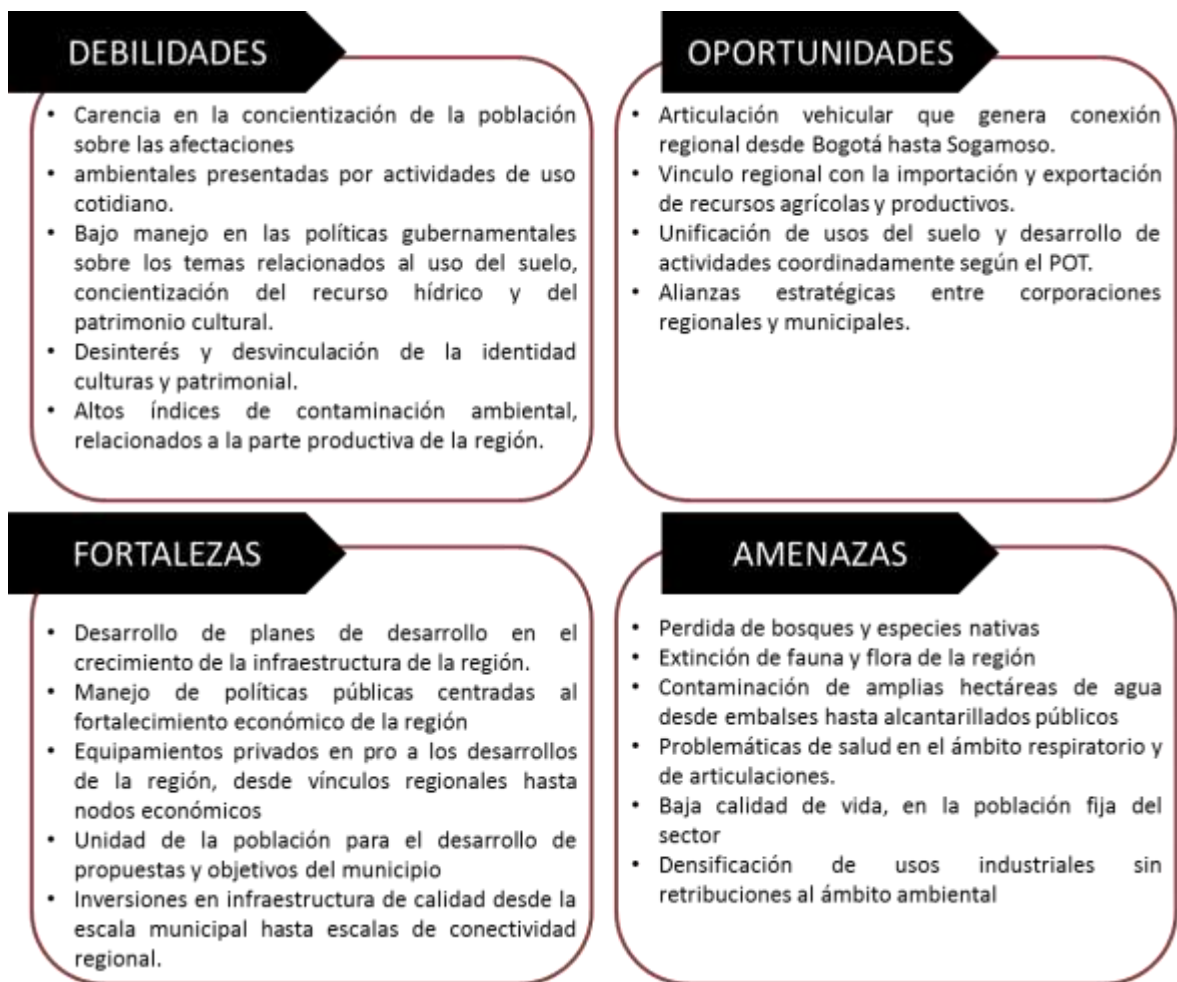 DEBILIDADES
• Carencia en la concientización de la población
sobre las afectaciones
• ambientales presentadas por actividades de uso
cotidiano.
• Bajo manejo en las políticas gubernamentales
sobre los temas relacionados al uso del suelo,
concientización del recurso hídrico y del
patrimonio cultural.
• Desinterés y desvinculación de la identidad
culturas y patrimonial.
• Altos índices de contaminación ambiental,
relacionados a la parte productiva de la región.
OPORTUNIDADES
• Articulación vehicular que genera conexión
regional desde Bogotá hasta Sogamoso.
• Vinculo regional con la importación y exportación
de recursos agrícolas y productivos.
• Unificación de usos del suelo y desarrollo de
actividades coordinadamente según el POT.
• Alianzas estratégicas entre corporaciones
regionales y municipales.
FORTALEZAS
• Desarrollo de planes de desarrollo en el
crecimiento de la infraestructura de la región.
• Manejo de políticas públicas centradas al
fortalecimiento económico de la región
• Equipamientos privados en pro a los desarrollos
de la región, desde vínculos regionales hasta
nodos económicos
• Unidad de la población para el desarrollo de
propuestas y objetivos del municipio
• Inversiones en infraestructura de calidad desde la
escala municipal hasta escalas de conectividad
regional.
AMENAZAS
• Perdida de bosques y especies nativas
• Extinción de fauna y flora de la región
• Contaminación de amplias hectáreas de agua
desde embalses hasta alcantarillados públicos
• Problemáticas de salud en el ámbito respiratorio y
de articulaciones.
• Baja calidad de vida, en la población fija del
sector
• Densificación de usos industriales sin
retribuciones al ámbito ambiental